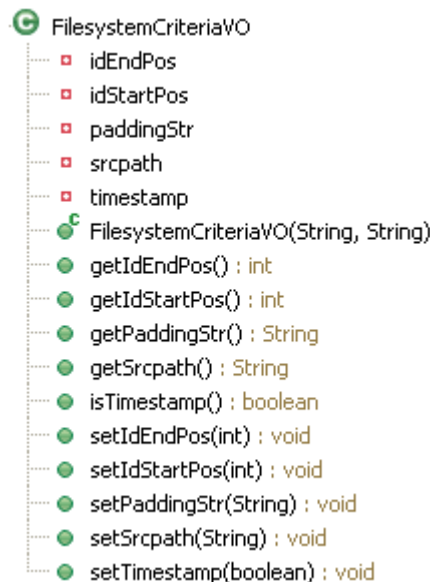 FilesystemCriteriaVO
idEndPos
idStartPos
paddingStr
srcpath
timestamp
FilesystemCriteriaVO(String, String)
getIdEndPos() : int
getIdStartPos() : int
getPaddingStr() : String
getSrcpath() : String
isTimestamp() : boolean
setIdEndPos(int) : void
setIdStartPos(int) : void
setPaddingStr(String) : void
setSrcpath(String) : void
setTimestamp(boolean) : void